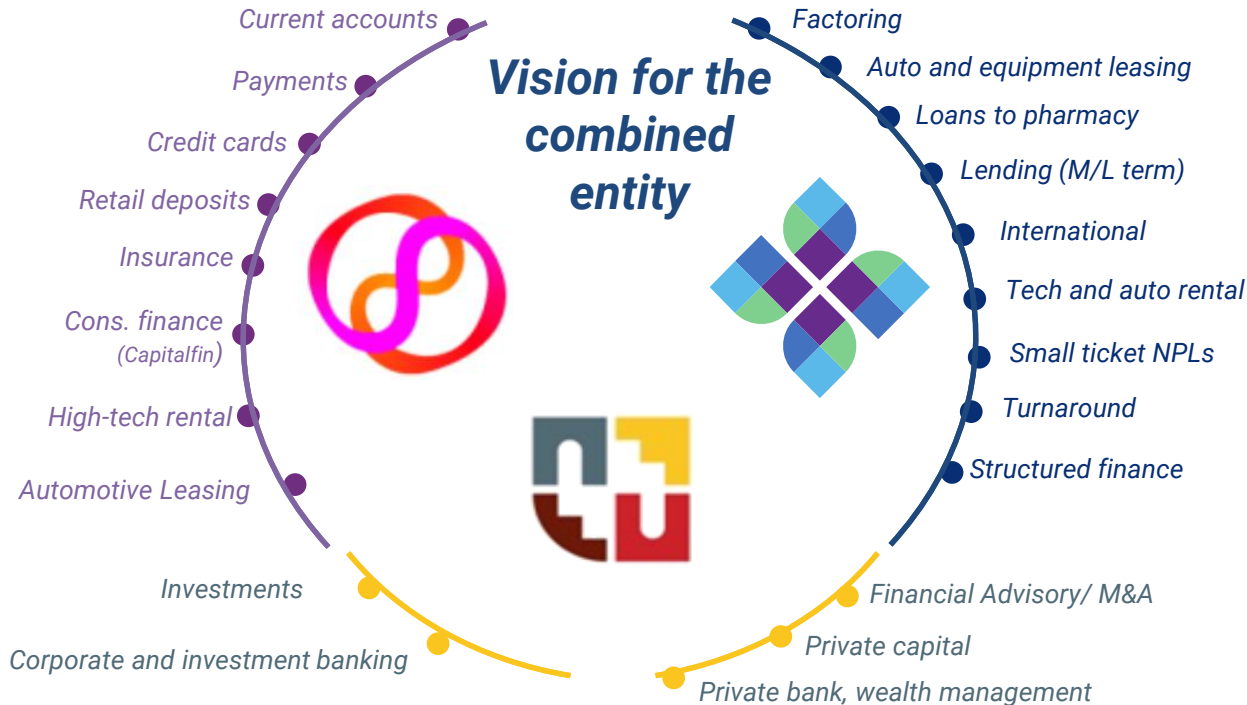 Vision for the
combined
entity
Current accounts
Payments
Credit cards
Retail deposits
Insurance
Cons. finance
(Capitalfin)
High-tech rental
Automotive Leasing
Investments
Corporate and investment banking
Factoring
Auto and equipment leasing
Loans to pharmacy
Lending (M/L term)
International
Tech and auto rental
Small ticket NPLs
Turnaround
Structured finance
Financial Advisory/ M&A
Private capital
Private bank, wealth management